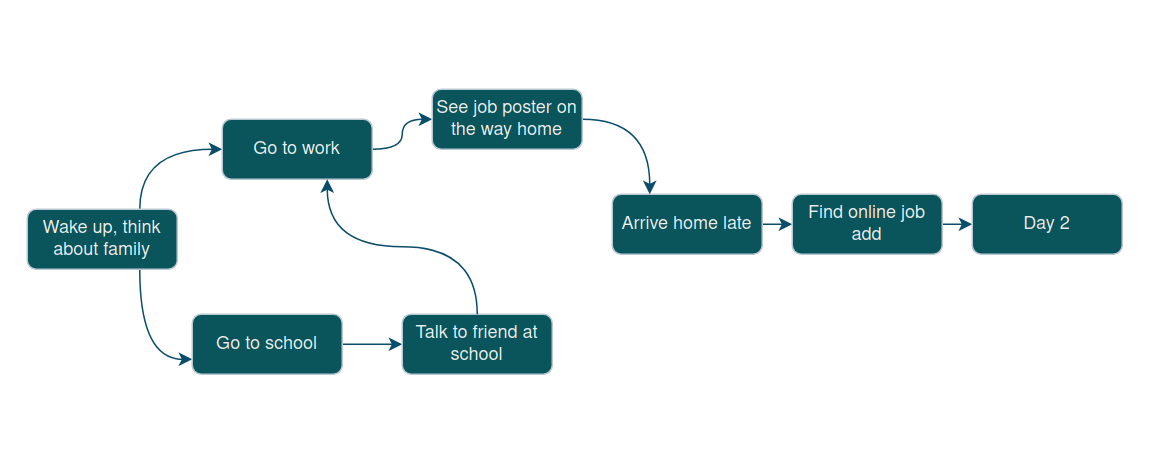 See job poster on
the way home
Go to work
Wake up, think
about family
Arrive home late
Find online job
add
Day 2
Go to school
Talk to friend at
school